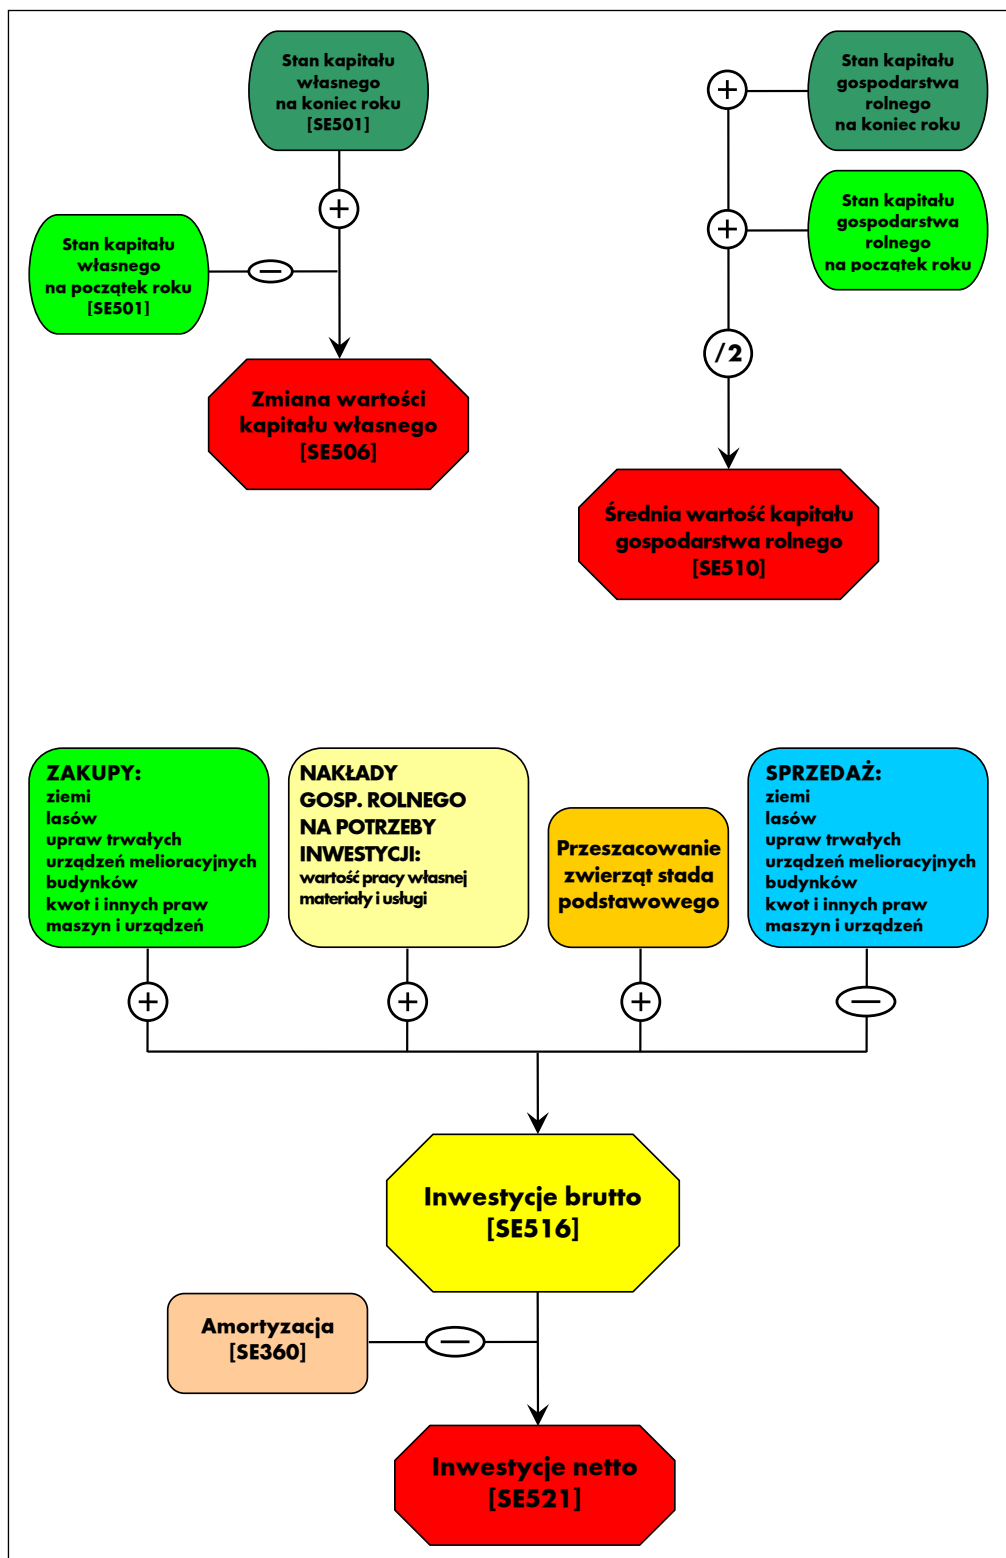 Stan kapitału
własnego
na koniec roku
[SE501]
+
Stan kapitału
własnego
na początek roku
[SE501]
−
Zmiana wartości
kapitału własnego
[SE506]
Stan kapitału
gospodarstwa
rolnego
na koniec roku
+
Stan kapitału
gospodarstwa
rolnego
na początek roku
+
/2
Średnia wartość kapitału
gospodarstwa rolnego
[SE510]
ZAKUPY:
ziemi
lasów
upraw trwałych
urządzeń melioracyjnych
budynków
kwot i innych praw
maszyn i urządzeń
NAKŁADY
GOSP. ROLNEGO
NA POTRZEBY
INWESTYCJI:
wartość pracy własnej
materiały i usługi
Przeszacowanie
zwierząt stada
podstawowego
SPRZEDAŻ:
ziemi
lasów
upraw trwałych
urządzeń melioracyjnych
budynków
kwot i innych praw
maszyn i urządzeń
+
+
+
−
Inwestycje brutto
[SE516]
Amortyzacja
[SE360]
−
Inwestycje netto
[SE521]